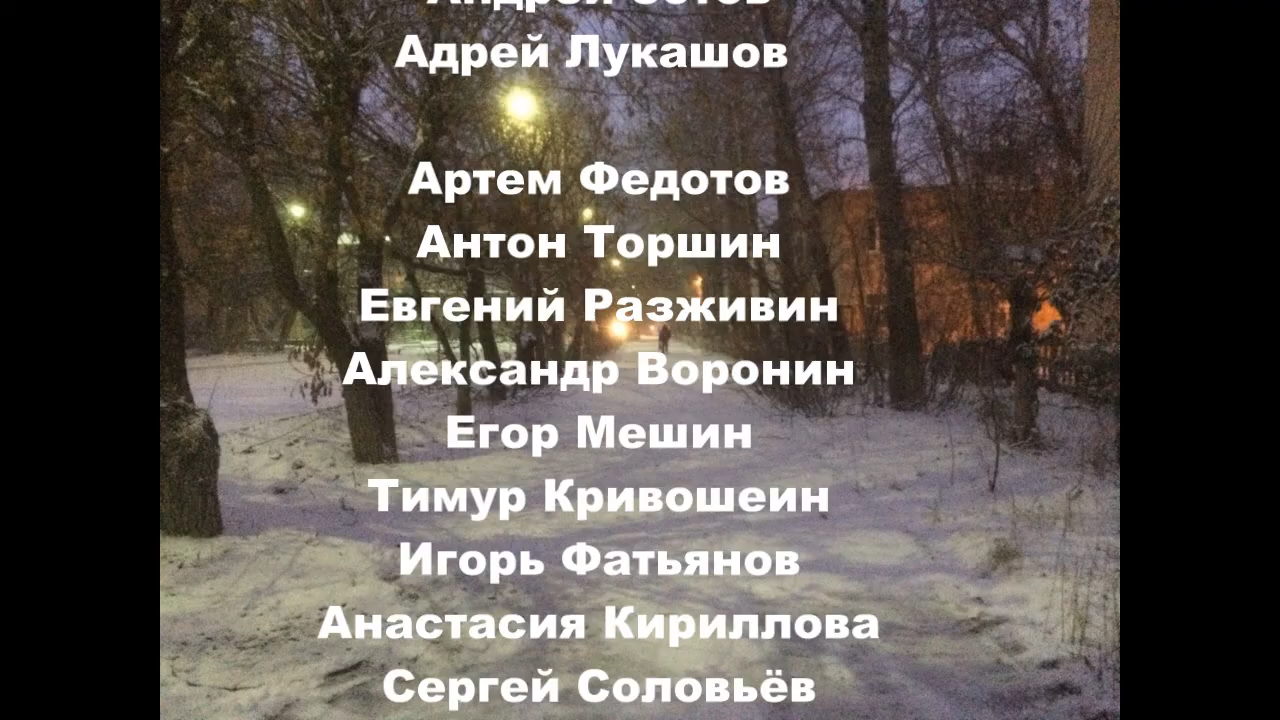 Адрей Лукашов
Артем Федотов
Антон Торшин
Евгений Разживин
Александр Воронин
Егор Мешин
Тимур Кривошеин
Игорь Фатьянов
Анастасия Кириллова
Сергей Соловьёв